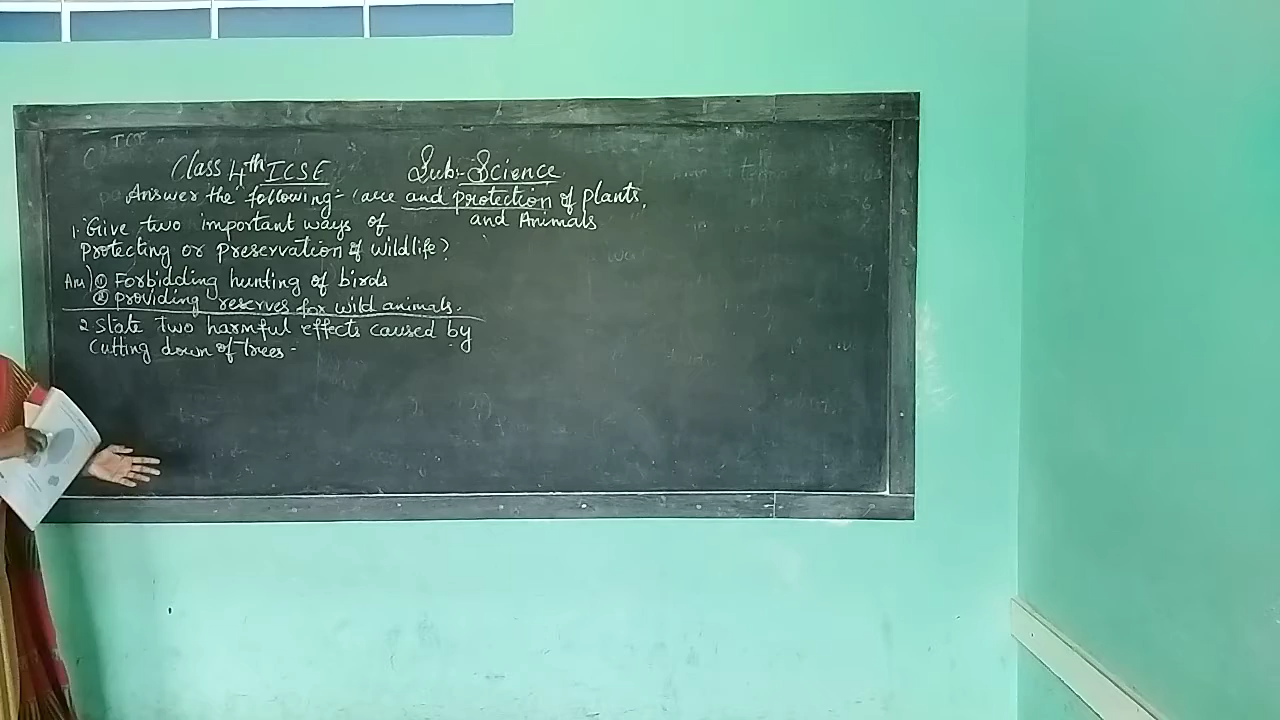 Class 4th ICSE Sub:- Science
Answer the following:- Care and protection of plants,
and Animals
1. Give two important ways of
protecting or preservation of wildlife?
Ans) ① Forbidding hunting of birds
② providing reserves for wild animals.
2 State two harmful effects caused by
cutting down of trees-